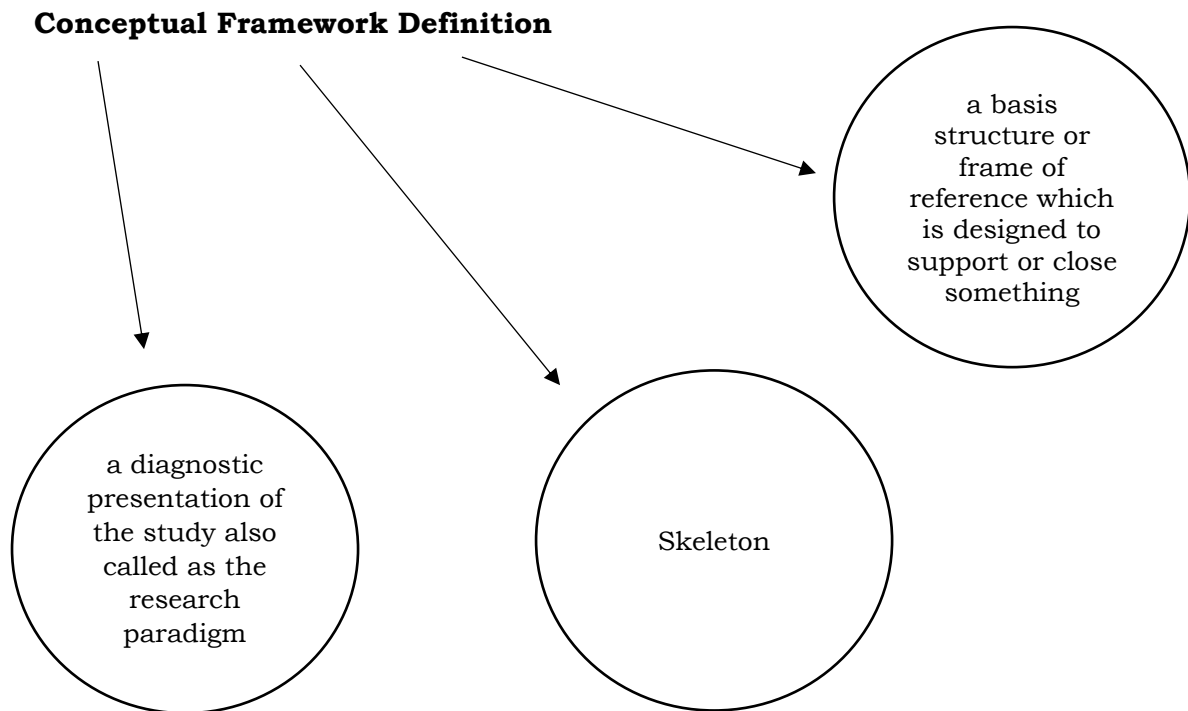 Conceptual Framework Definition
a basis
structure or
frame of
reference which
is designed to
support or close
something
a diagnostic
presentation of
the study also
called as the
research
paradigm
Skeleton